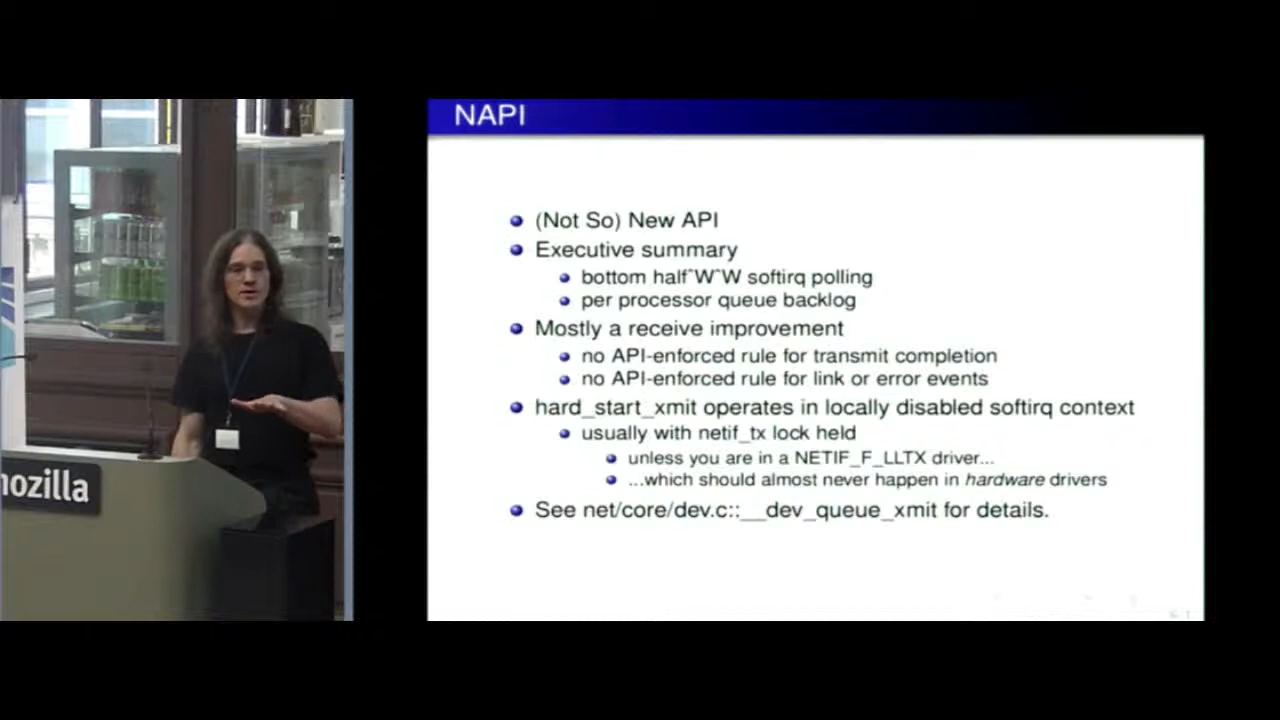 NAPI
(Not So) New API
Executive summary
bottom half^W^W softirq polling
per processor queue backlog
Mostly a receive improvement
no API-enforced rule for transmit completion
no API-enforced rule for link or error events
hard_start_xmit operates in locally disabled softirq context
usually with netif_tx lock held
unless you are in a NETIF_F_LLTX driver...
...which should almost never happen in hardware drivers
See net/core/dev.c::__dev_queue_xmit for details.
mozilla